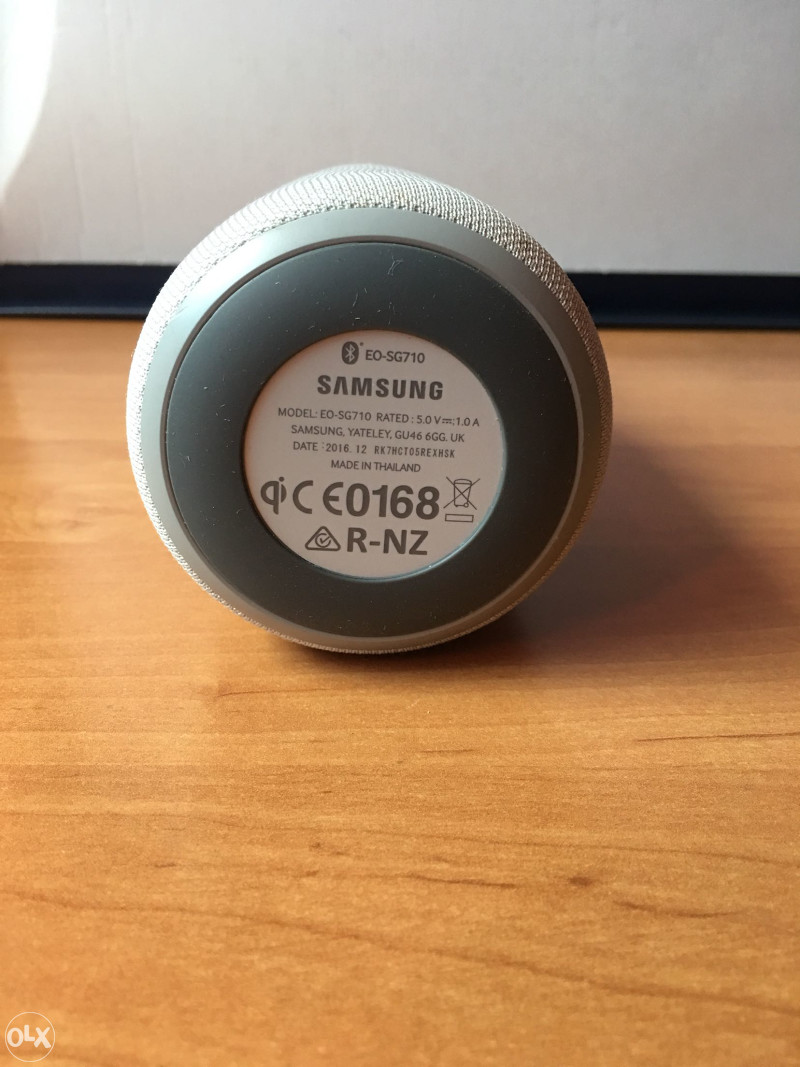 EO-SG710
SAMSUNG
MODEL: EO-SG710 RATED : 5.0 V⎓;1.0 A
SAMSUNG, YATELEY, GU46 6GG. UK
DATE : 2016. 12 RK7HCT05REXHSK
MADE IN THAILAND
qi CE0168
R-NZ
OLX